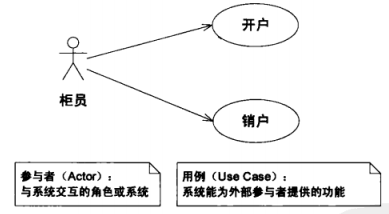 开户
柜员
销户
参与者（Actor）：
与系统交互的角色或系统
用例（Use Case）：
系统能为外部参与者提供的功能